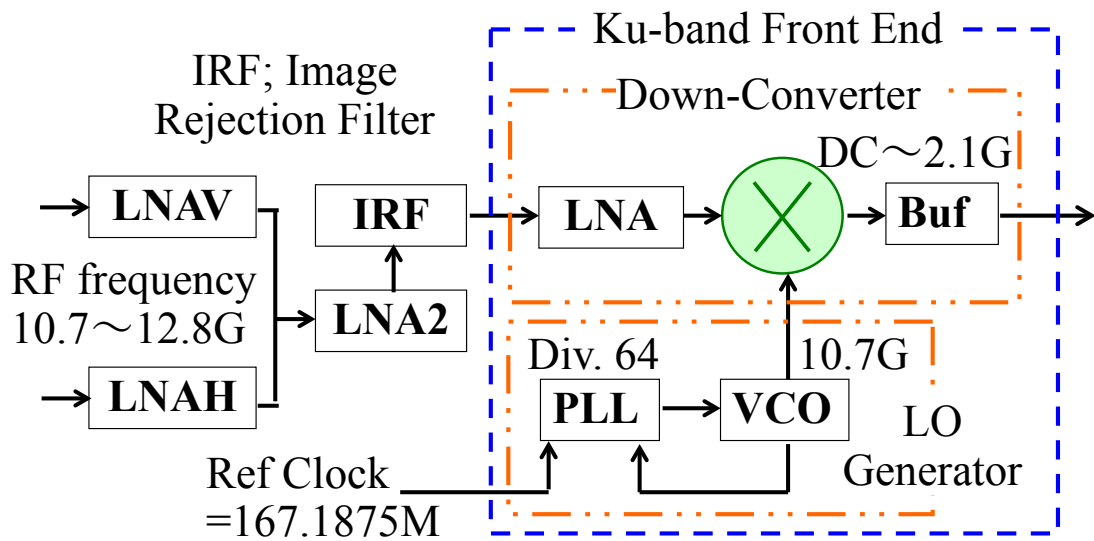 Ku-band Front End
IRF; Image
Rejection Filter
Down-Converter
DC～2.1G
LNAV
IRF
LNA
Buf
RF frequency
10.7～12.8G
LNA2
LNAH
Div. 64
10.7G
PLL
VCO
LO
Generator
Ref Clock
=167.1875M